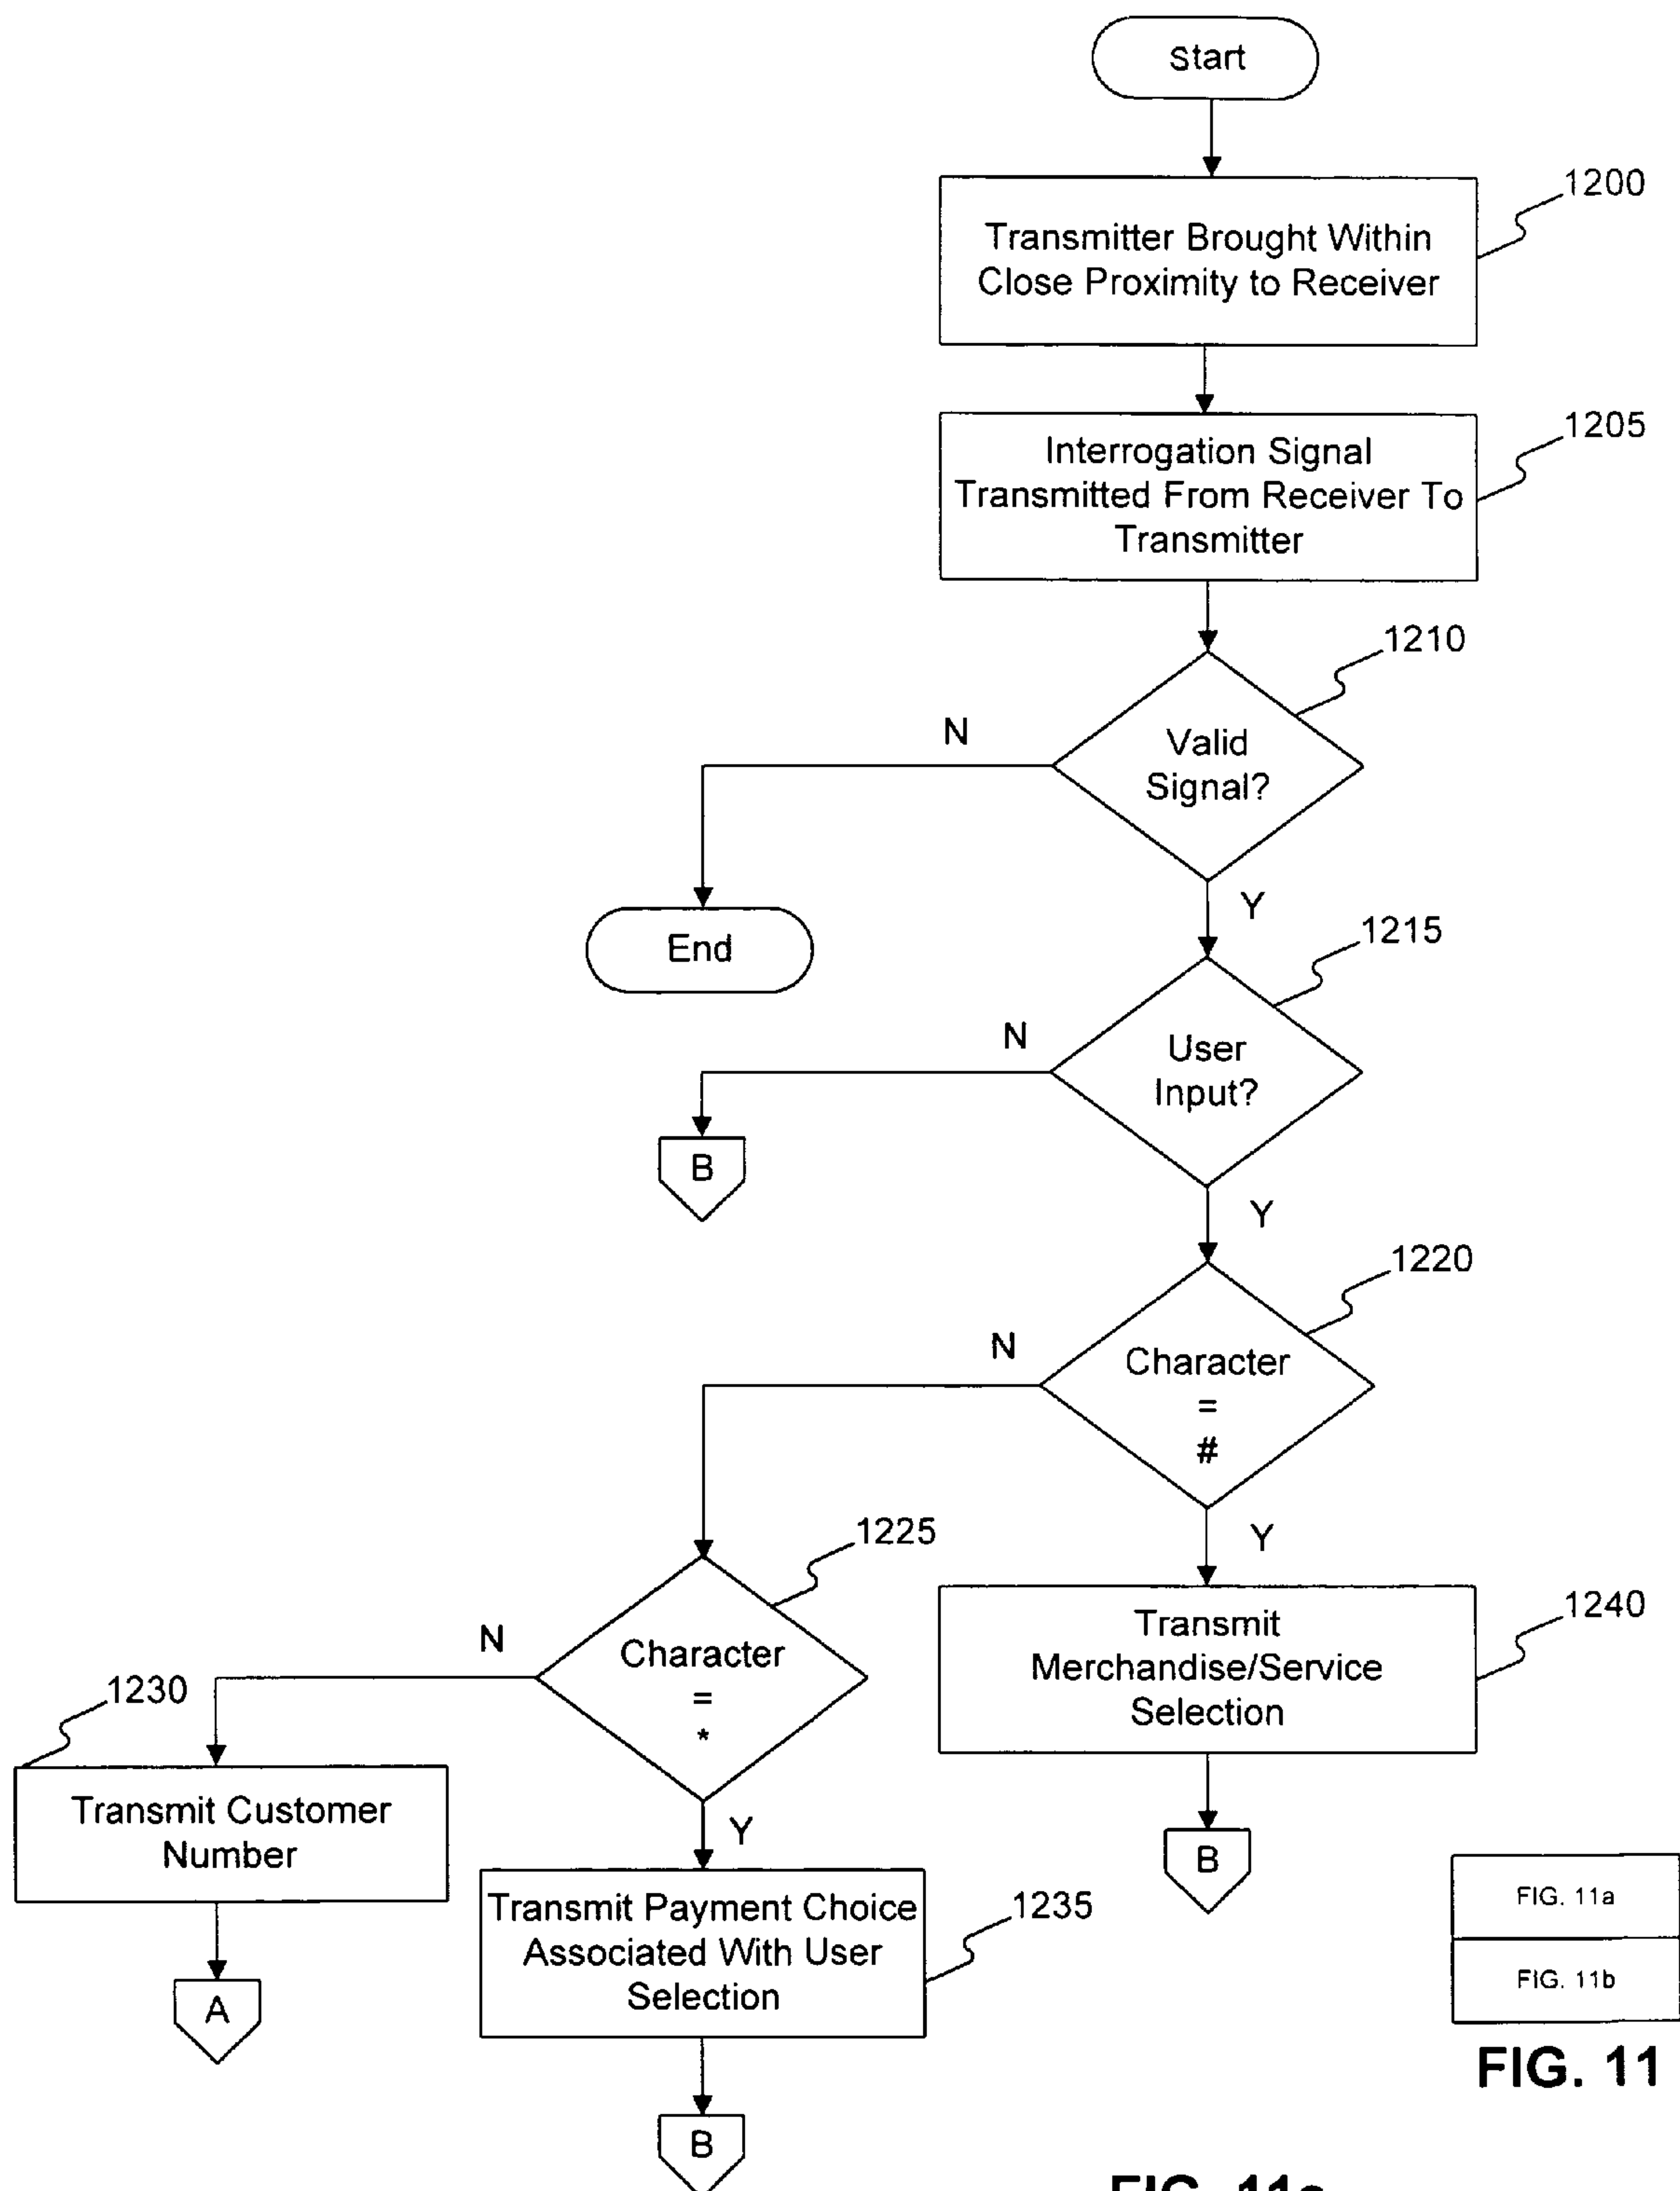 Start
1200
Transmitter Brought Within
Close Proximity to Receiver
1205
Interrogation Signal
Transmitted From Receiver To
Transmitter
1210
N
Valid
Signal?
Y
End
1215
N
User
Input?
B
Y
1220
N
Character
=
#
Y
1225
N
Character
=
*
1240
Transmit
Merchandise/Service
Selection
1230
Transmit Customer
Number
Y
B
1235
Transmit Payment Choice
Associated With User
Selection
A
B
FIG. 11a
FIG. 11b
FIG. 11
FIG. 11a